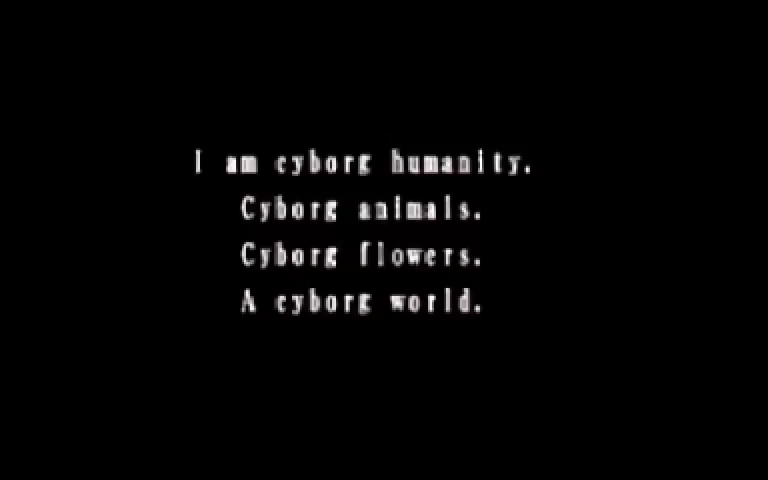 I am cyborg humanity.
Cyborg animals.
Cyborg flowers.
A cyborg world.